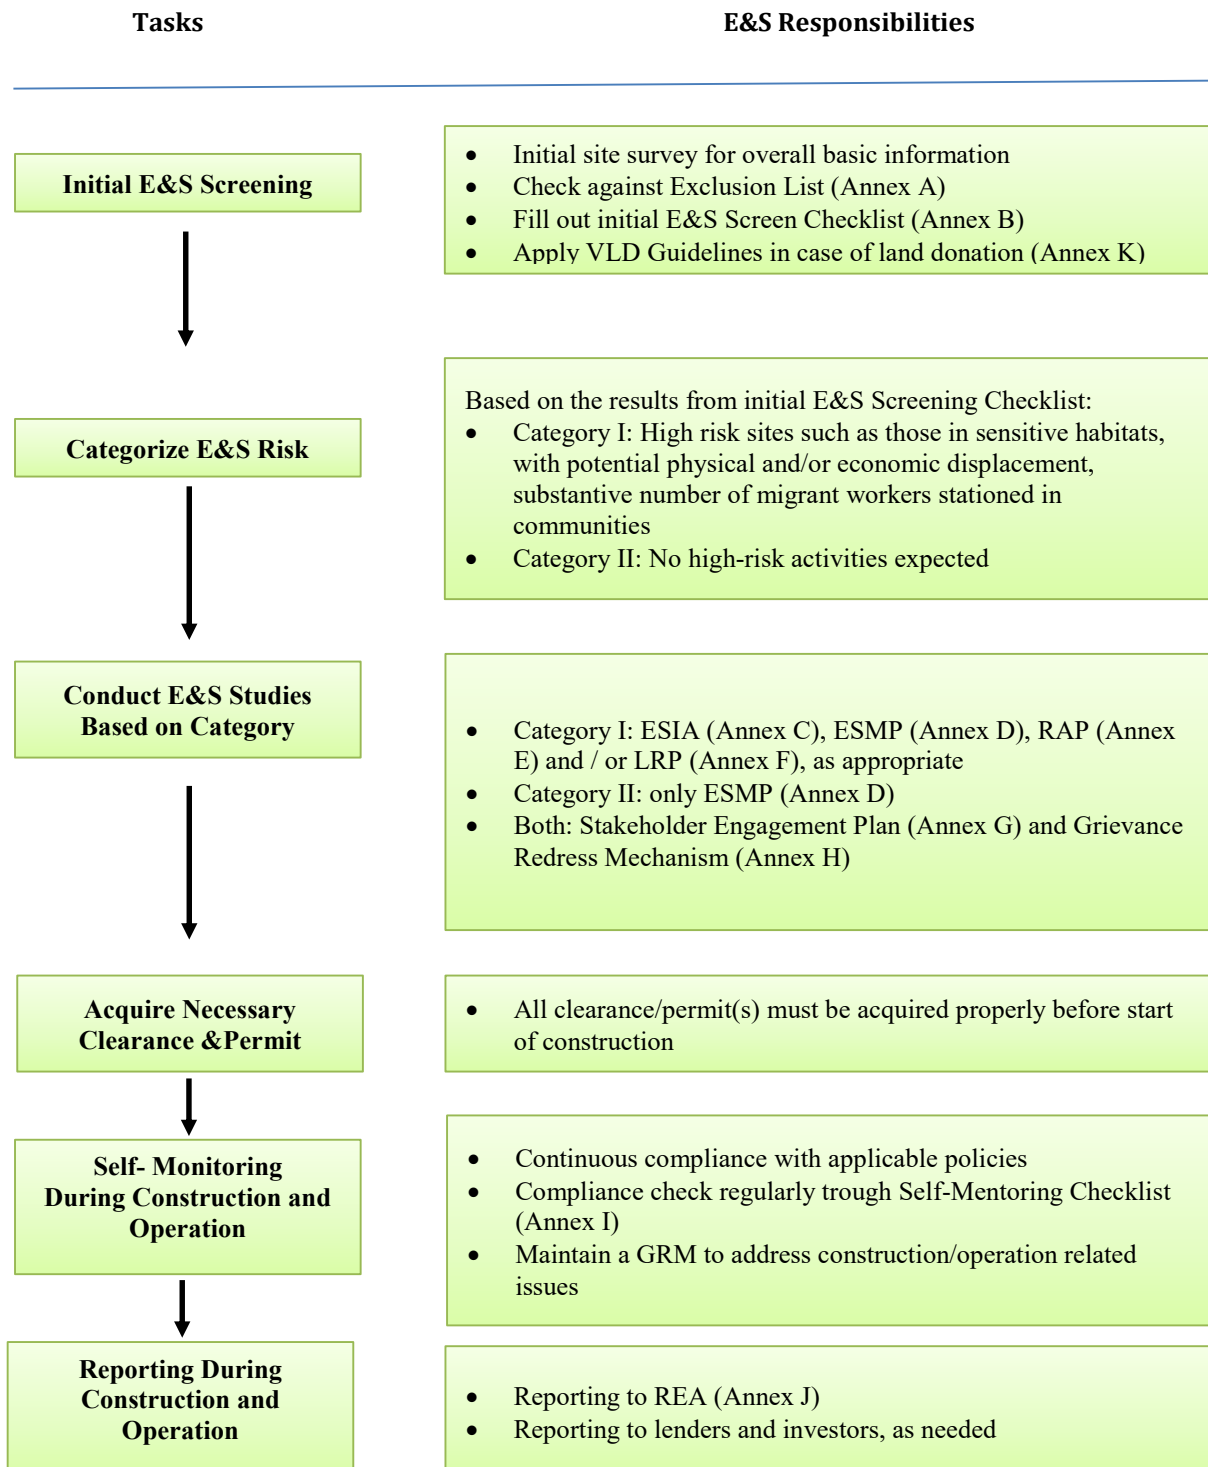 Tasks
E&S Responsibilities
Initial E&S Screening
• Initial site survey for overall basic information
• Check against Exclusion List (Annex A)
• Fill out initial E&S Screen Checklist (Annex B)
• Apply VLD Guidelines in case of land donation (Annex K)
Categorize E&S Risk
Based on the results from initial E&S Screening Checklist:
• Category I: High risk sites such as those in sensitive habitats,
with potential physical and/or economic displacement,
substantive number of migrant workers stationed in
communities
• Category II: No high-risk activities expected
Conduct E&S Studies
Based on Category
• Category I: ESIA (Annex C), ESMP (Annex D), RAP (Annex
E) and / or LRP (Annex F), as appropriate
• Category II: only ESMP (Annex D)
• Both: Stakeholder Engagement Plan (Annex G) and Grievance
Redress Mechanism (Annex H)
Acquire Necessary
Clearance &Permit
• All clearance/permit(s) must be acquired properly before start
of construction
Self- Monitoring
During Construction and
Operation
• Continuous compliance with applicable policies
• Compliance check regularly trough Self-Mentoring Checklist
(Annex I)
• Maintain a GRM to address construction/operation related
issues
Reporting During
Construction and
Operation
• Reporting to REA (Annex J)
• Reporting to lenders and investors, as needed